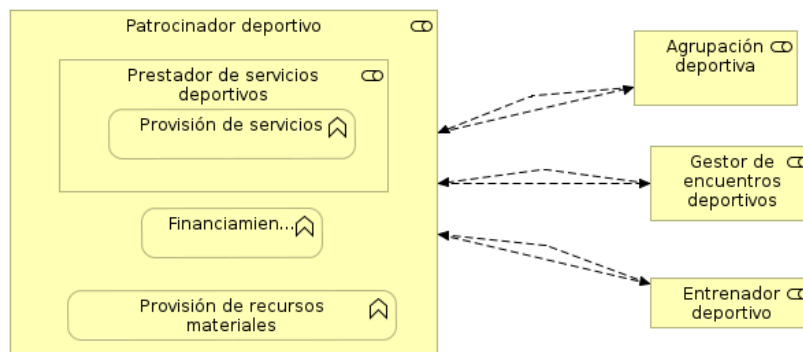 Patrocinador deportivo
Prestador de servicios
deportivos
Provisión de servicios
Financiamien...
Provisión de recursos
materiales
Agrupación
deportiva
Gestor de
encuentros
deportivos
Entrenador
deportivo